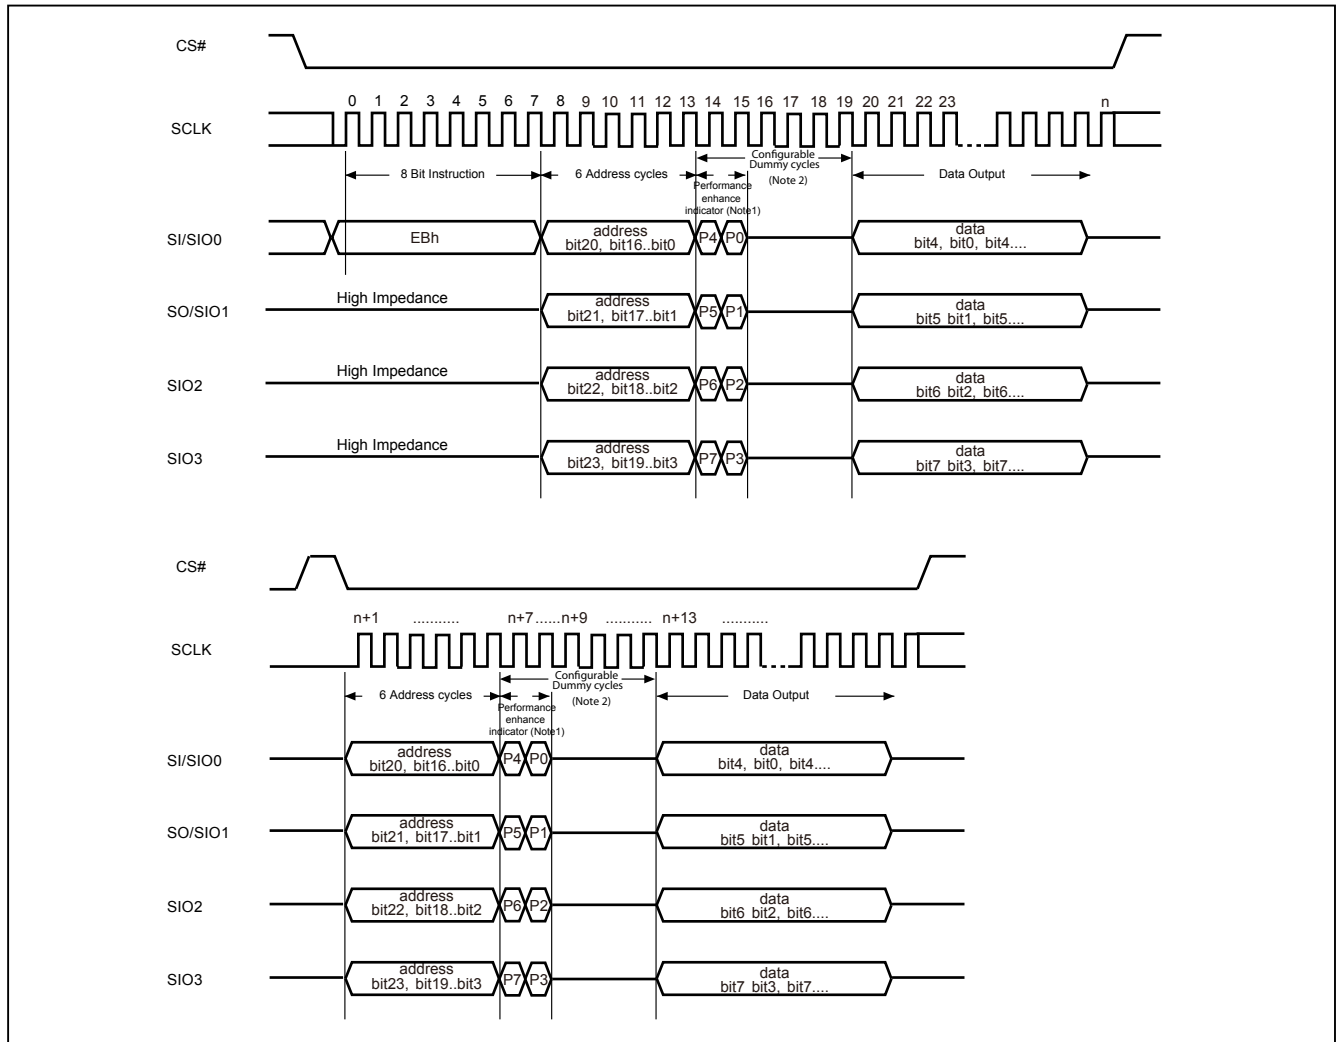 CS#
0 1 2 3 4 5 6 7 8 9 10 11 12 13 14 15 16 17 18 19 20 21 22 23 n
SCLK
Configurable
Dummy cycles
(Note 2)
8 Bit Instruction
6 Address cycles
Data Output
Performance
enhance
indicator (Note1)
SI/SIO0
EBh
address
bit20, bit16..bit0
P4 P0
data
bit4, bit0, bit4....
High Impedance
SO/SIO1
address
bit21, bit17..bit1
P5 P1
data
bit5 bit1, bit5....
High Impedance
SIO2
address
bit22, bit18..bit2
P6 P2
data
bit6 bit2, bit6....
High Impedance
SIO3
address
bit23, bit19..bit3
P7 P3
data
bit7 bit3, bit7....
CS#
n+1 ........... n+7......n+9 ........... n+13 ...........
SCLK
Configurable
Dummy cycles
(Note 2)
6 Address cycles
Data Output
Performance
enhance
indicator (Note1)
SI/SIO0
address
bit20, bit16..bit0
P4 P0
data
bit4, bit0, bit4....
SO/SIO1
address
bit21, bit17..bit1
P5 P1
data
bit5 bit1, bit5....
SIO2
address
bit22, bit18..bit2
P6 P2
data
bit6 bit2, bit6....
SIO3
address
bit23, bit19..bit3
P7 P3
data
bit7 bit3, bit7....